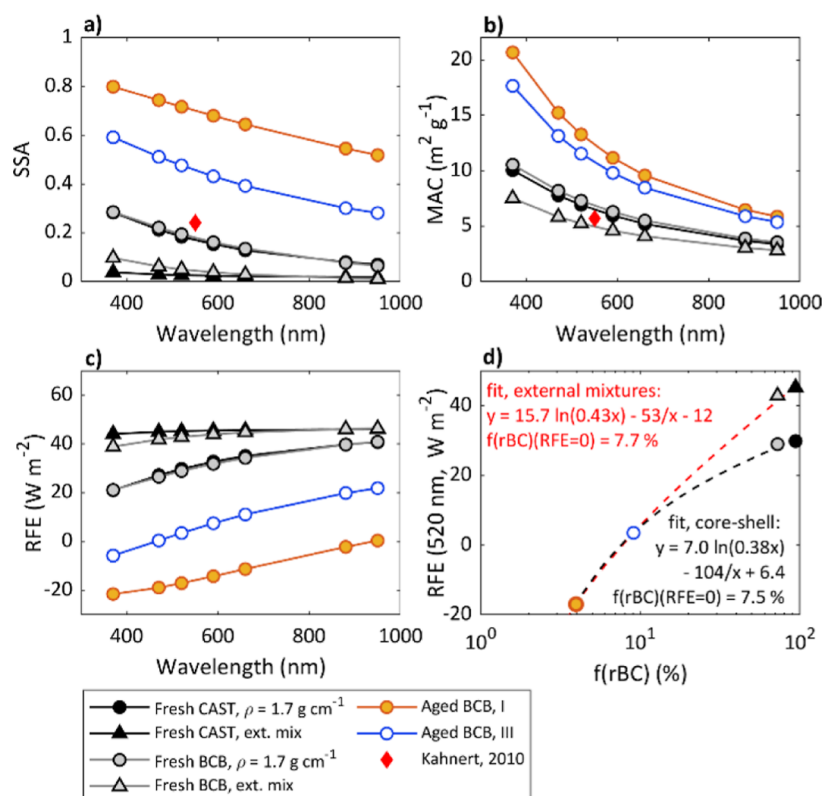 a)
1
0.8
0.6
0.4
0.2
0
SSA
400 600 800 1000
Wavelength (nm)
b)
20
15
10
5
0
MAC (m² g⁻¹)
400 600 800 1000
Wavelength (nm)
c)
60
40
20
0
-20
RFE (W m⁻²)
400 600 800 1000
Wavelength (nm)
d)
40
20
0
-20
RFE (520 nm, W m⁻²)
fit, external mixtures:
y = 15.7 ln(0.43x) - 53/x - 12
f(rBC)(RFE=0) = 7.7 %
fit, core-shell:
y = 7.0 ln(0.38x)
- 104/x + 6.4
f(rBC)(RFE=0) = 7.5 %
10⁰ 10¹ 10²
f(rBC) (%)
Fresh CAST, ρ = 1.7 g cm⁻¹
Fresh CAST, ext. mix
Fresh BCB, ρ = 1.7 g cm⁻¹
Fresh BCB, ext. mix
Aged BCB, I
Aged BCB, III
Kahnert, 2010